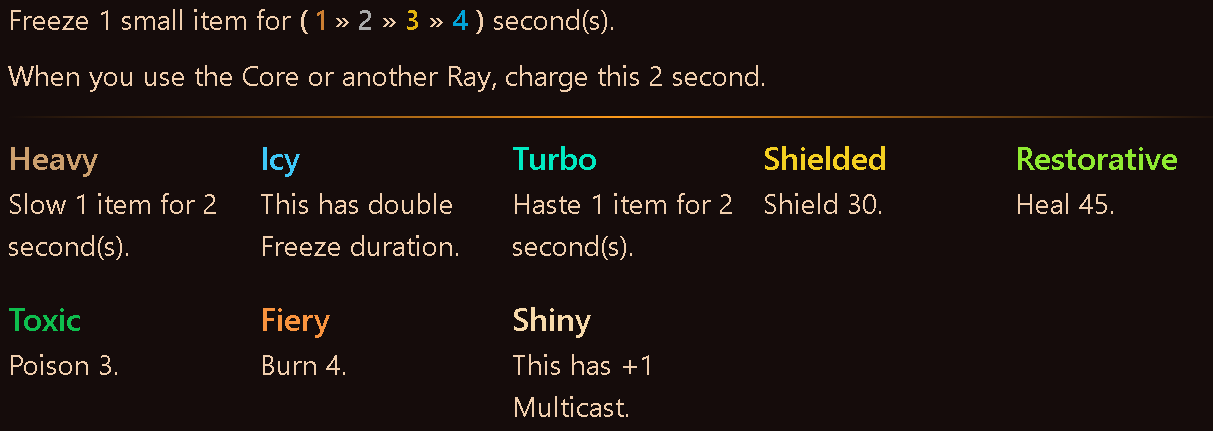 Freeze 1 small item for ( 1 » 2 » 3 » 4 ) second(s).
When you use the Core or another Ray, charge this 2 second.
Heavy
Slow 1 item for 2
second(s).
Icy
This has double
Freeze duration.
Turbo
Haste 1 item for 2
second(s).
Shielded
Shield 30.
Restorative
Heal 45.
Toxic
Poison 3.
Fiery
Burn 4.
Shiny
This has +1
Multicast.